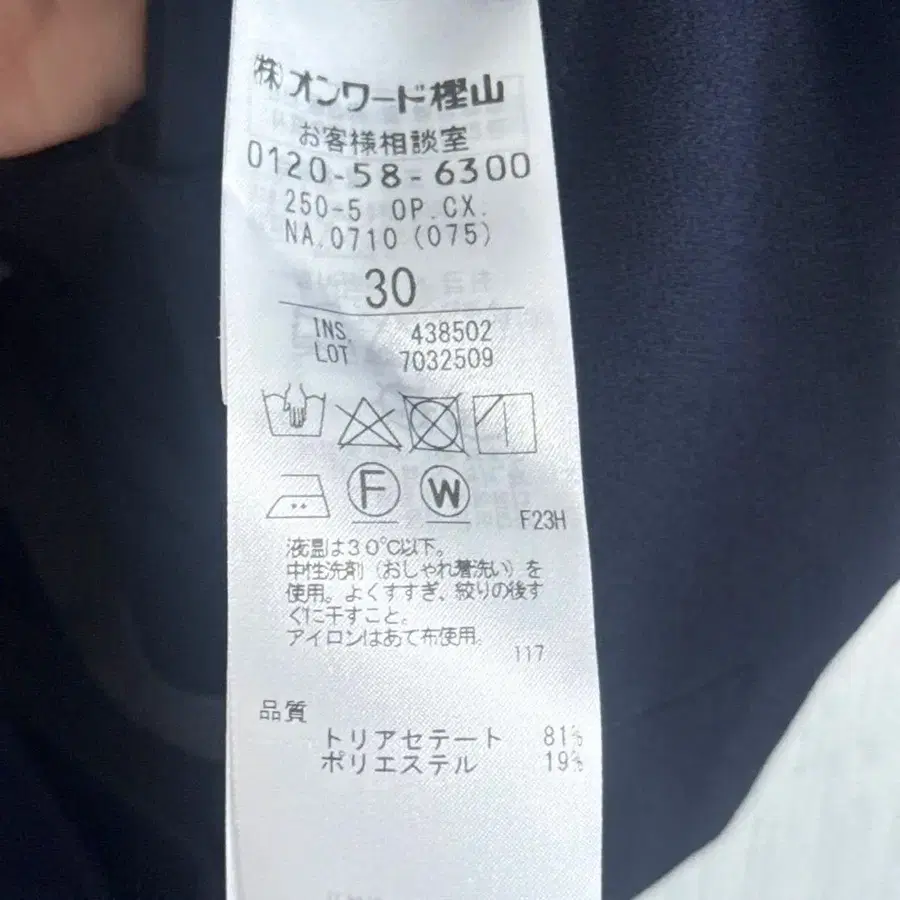 (株)オンワード樫山
お客様相談室
0120-58-6300
250-5 OP.CX.
NA.0710 (075)
30
INS. 438502
LOT 7032509
F W
F23H
液温は30℃以下。
中性洗剤(おしゃれ着洗い)を
使用。よくすすぎ、絞りの後す
ぐに干すこと。
アイロンはあて布使用。
117
品質
トリアセテート 81%
ポリエステル 19%